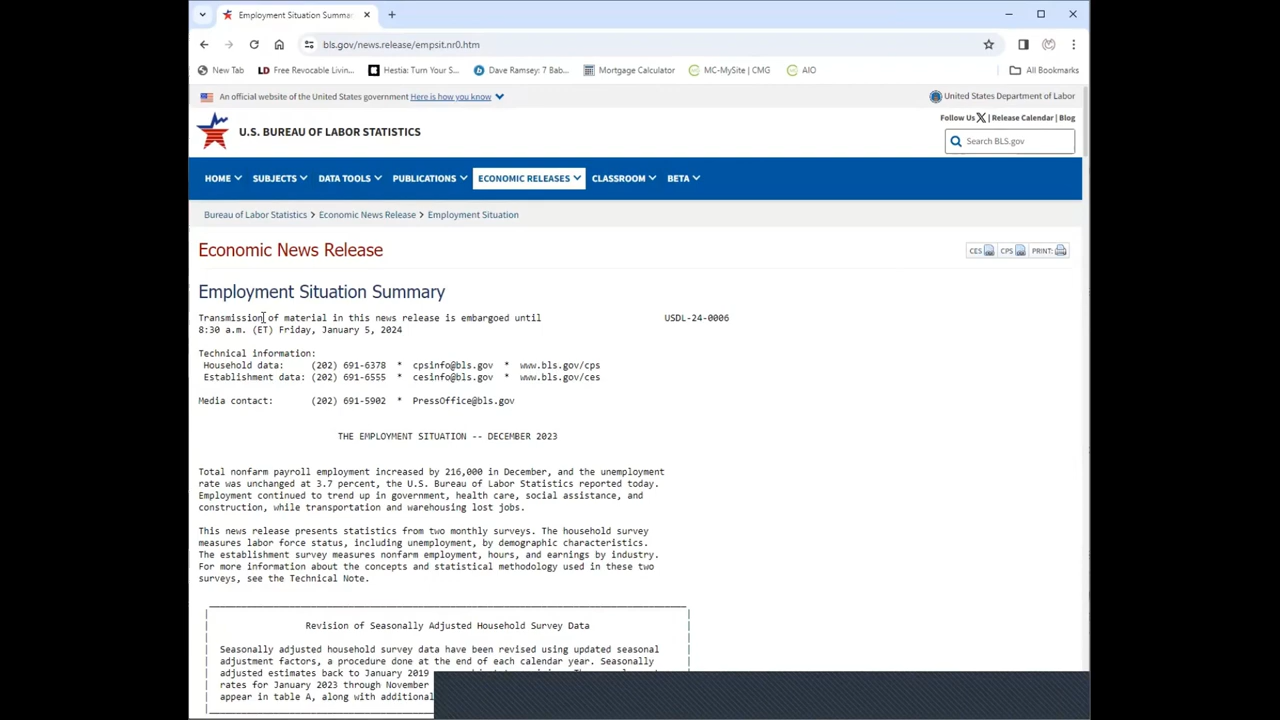 Employment Situation Summa
bls.gov/news.release/empsit.nr0.htm
New Tab
LD Free Revocable Livin...
Hestia: Turn Your S...
Dave Ramsey: 7 Bab...
Mortgage Calculator
MC-MySite | CMG
AIO
All Bookmarks
An official website of the United States government Here is how you know
United States Department of Labor
Follow Us X | Release Calendar | Blog
U.S. BUREAU OF LABOR STATISTICS
Search BLS.gov
HOME SUBJECTS DATA TOOLS PUBLICATIONS ECONOMIC RELEASES CLASSROOM BETA
Bureau of Labor Statistics > Economic News Release > Employment Situation
Economic News Release
CES CPS PRINT:
Employment Situation Summary
Transmission of material in this news release is embargoed until USDL-24-0006
8:30 a.m. (ET) Friday, January 5, 2024
Technical information:
Household data: (202) 691-6378 * cpsinfo@bls.gov * www.bls.gov/cps
Establishment data: (202) 691-6555 * cesinfo@bls.gov * www.bls.gov/ces
Media contact: (202) 691-5902 * PressOffice@bls.gov
THE EMPLOYMENT SITUATION -- DECEMBER 2023
Total nonfarm payroll employment increased by 216,000 in December, and the unemployment
rate was unchanged at 3.7 percent, the U.S. Bureau of Labor Statistics reported today.
Employment continued to trend up in government, health care, social assistance, and
construction, while transportation and warehousing lost jobs.
This news release presents statistics from two monthly surveys. The household survey
measures labor force status, including unemployment, by demographic characteristics.
The establishment survey measures nonfarm employment, hours, and earnings by industry.
For more information about the concepts and statistical methodology used in these two
surveys, see the Technical Note.
Revision of Seasonally Adjusted Household Survey Data
Seasonally adjusted household survey data have been revised using updated seasonal
adjustment factors, a procedure done at the end of each calendar year. Seasonally
adjusted estimates back to January 2019
rates for January 2023 through November
appear in table A, along with additional